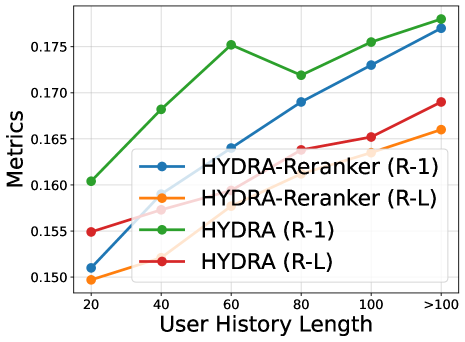 Metrics
0.175
0.170
0.165
0.160
0.155
0.150
HYDRA-Reranker (R-1)
HYDRA-Reranker (R-L)
HYDRA (R-1)
HYDRA (R-L)
20 40 60 80 100 >100
User History Length